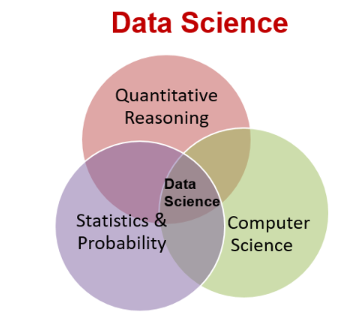 Data Science
Quantitative
Reasoning
Data
Science
Statistics &
Probability
Computer
Science